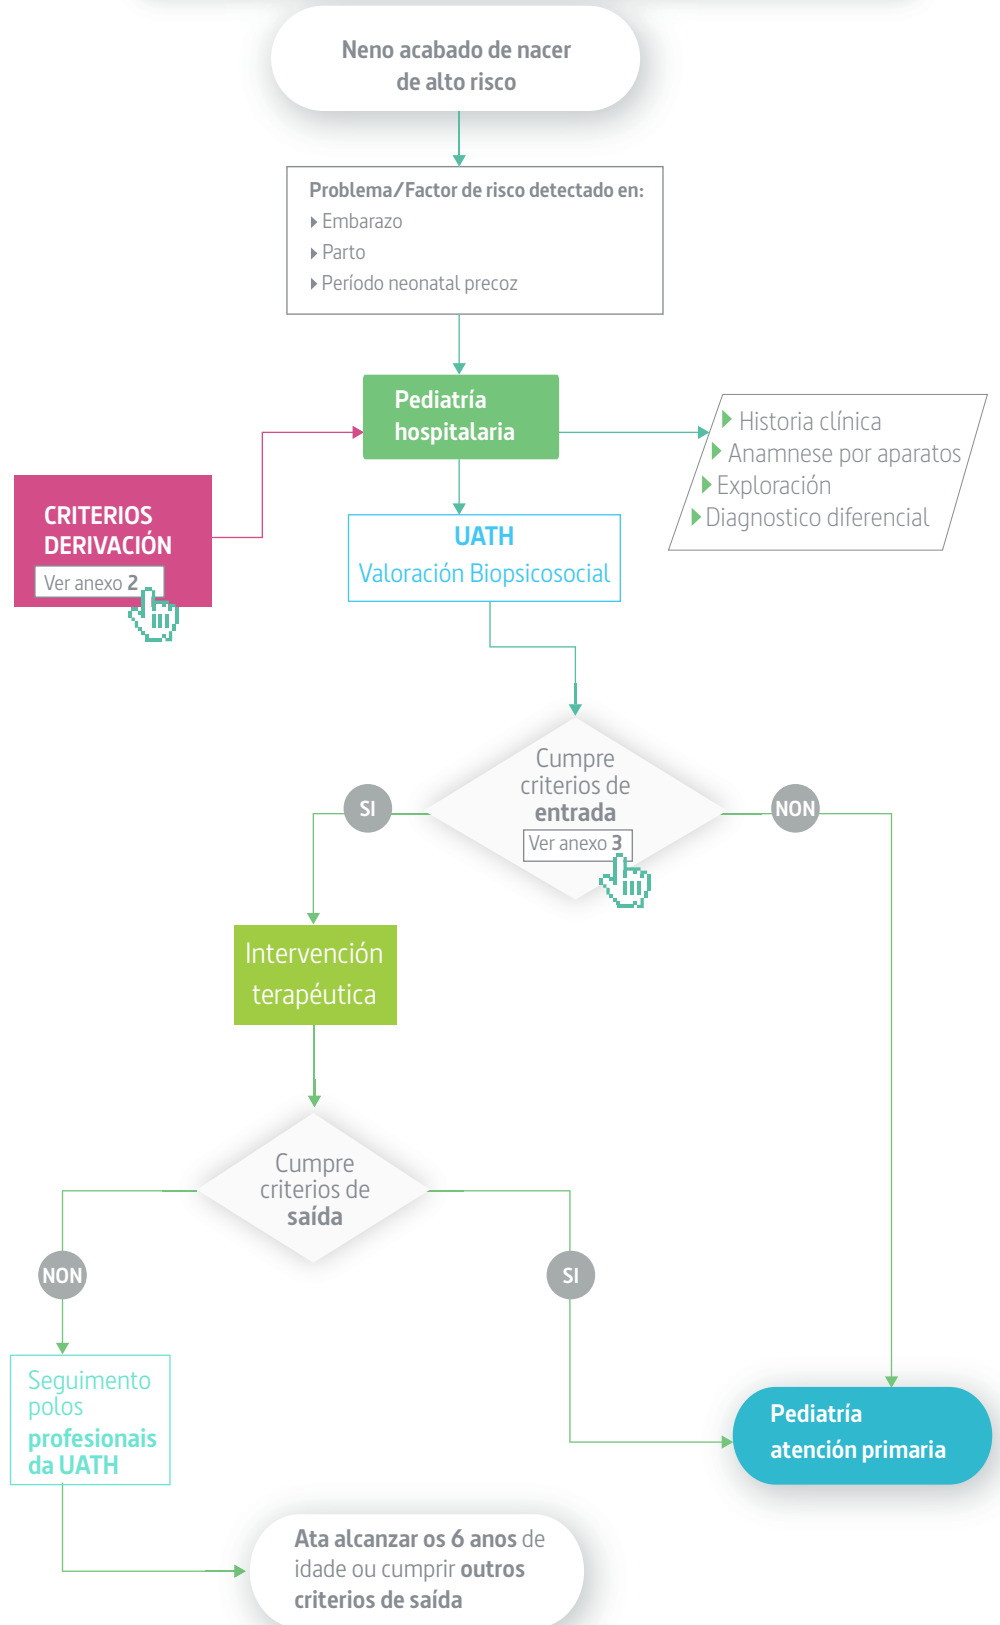 Neno acabado de nacer
de alto risco
Problema/Factor de risco detectado en:
Embarazo
Parto
Período neonatal precoz
Pediatría
hospitalaria
Historia clínica
Anamnese por aparatos
Exploración
Diagnostico diferencial
CRITERIOS
DERIVACIÓN
Ver anexo 2
UATH
Valoración Biopsicosocial
Cumpre
criterios de
entrada
Ver anexo 3
SI
NON
Intervención
terapéutica
Cumpre
criterios de
saída
NON
SI
Seguimento
polos
profesionais
da UATH
Pediatría
atención primaria
Ata alcanzar os 6 anos de
idade ou cumprir outros
criterios de saída